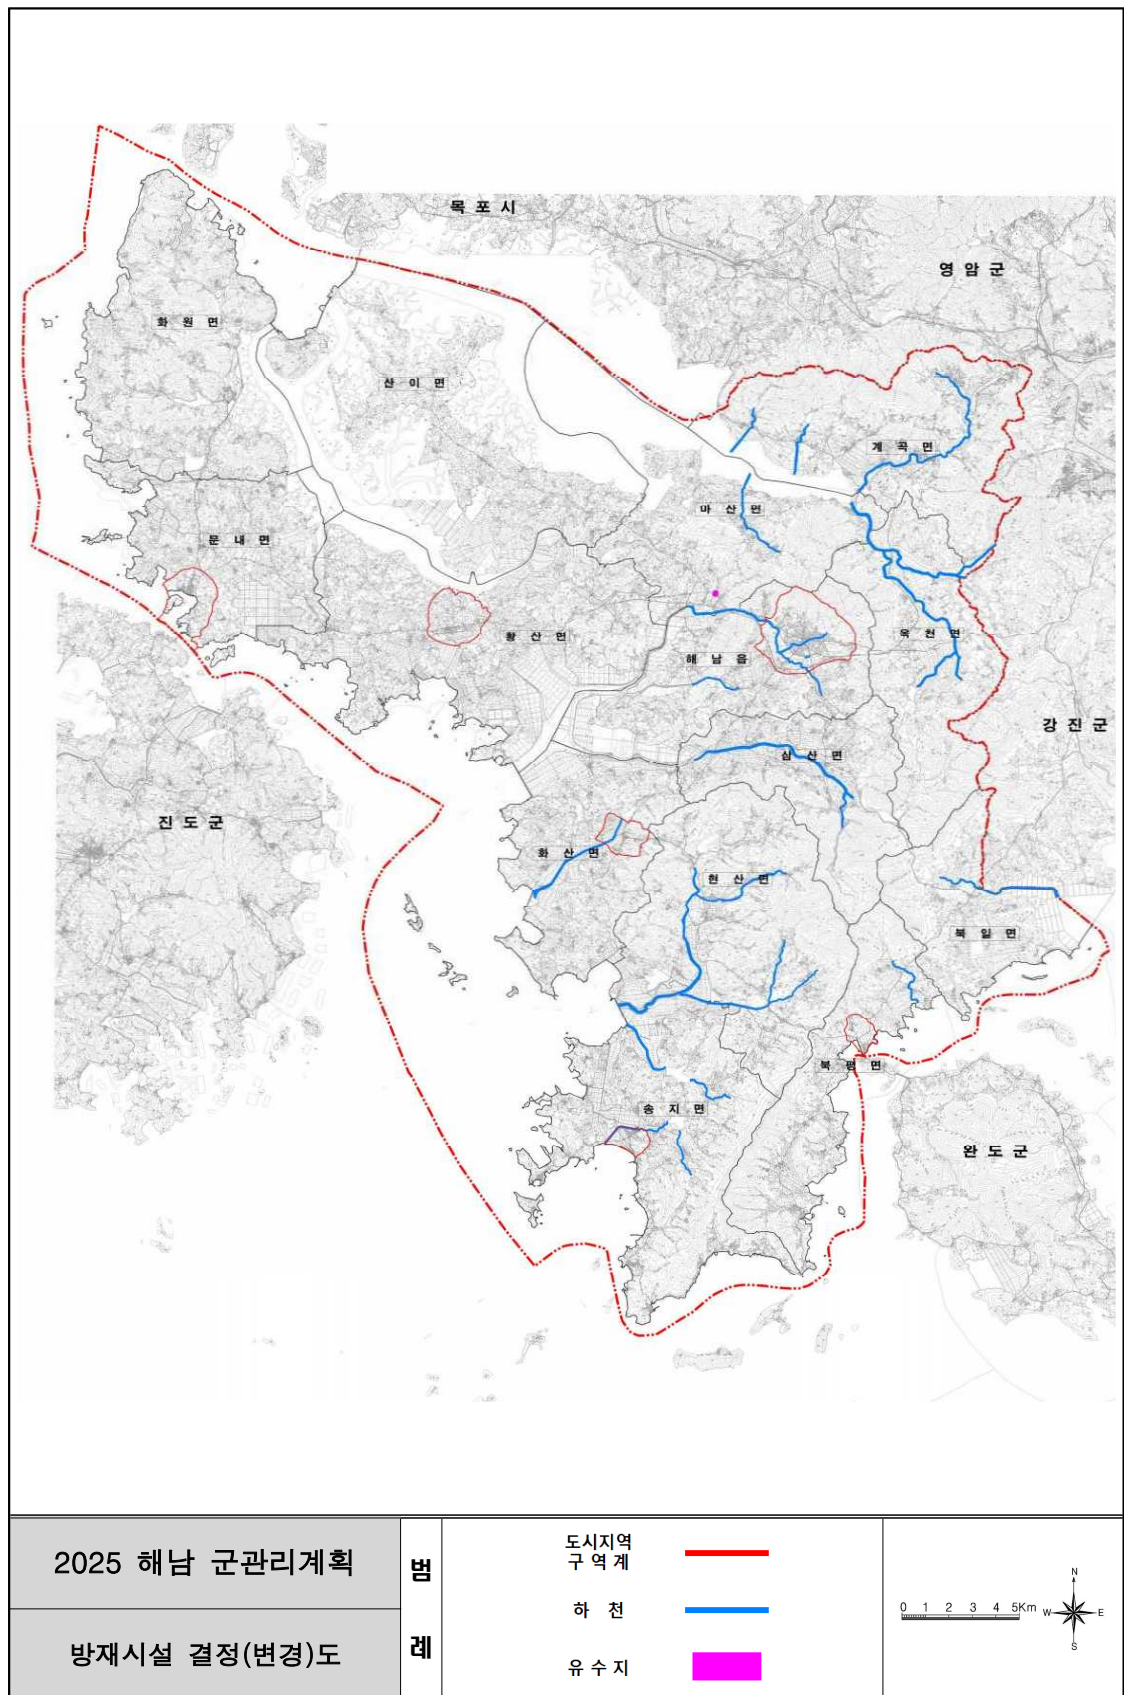 목포시
영암군
화원면
산이면
계곡면
마산면
문내면
황산면
옥천면
해남읍
강진군
삼산면
진도군
화산면
현산면
북일면
북평면
송지면
완도군
2025 해남 군관리계획
방재시설 결정(변경)도
범
례
도시지역
구역계
하 천
유수지
0 1 2 3 4 5Km
N
W E
S